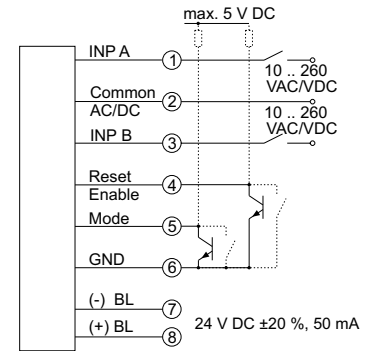 max. 5 V DC
INP A
1
10 .. 260
VAC/VDC
Common
2
AC/DC
10 .. 260
VAC/VDC
INP B
3
Reset
4
Enable
Mode
5
GND
6
(-) BL
7
24 V DC ±20 %, 50 mA
(+) BL
8